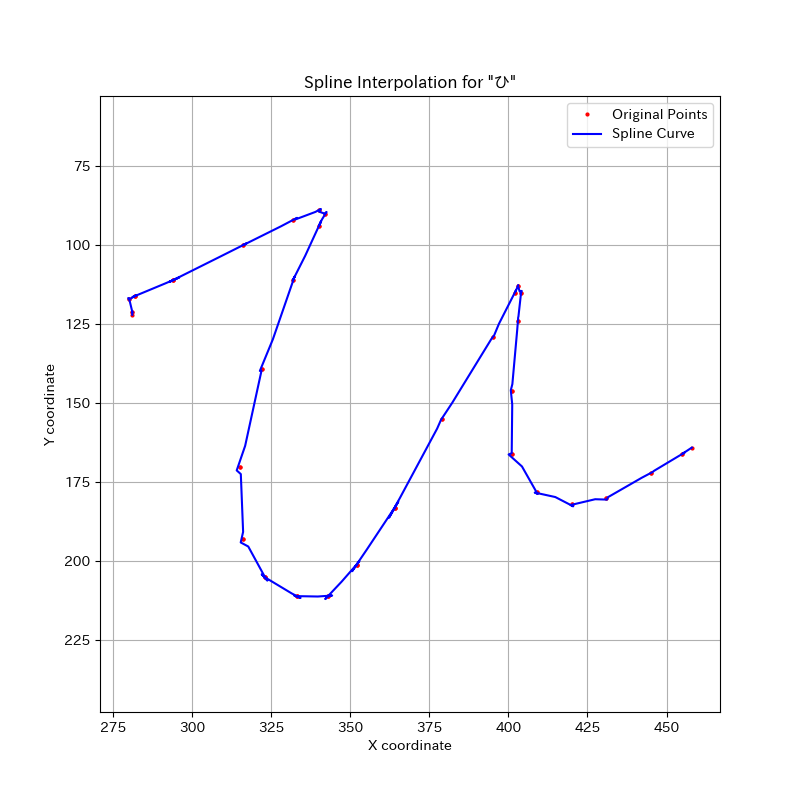 Spline Interpolation for "ひ"
Original Points
Spline Curve
75
100
125
150
175
200
225
Y coordinate
275 300 325 350 375 400 425 450
X coordinate